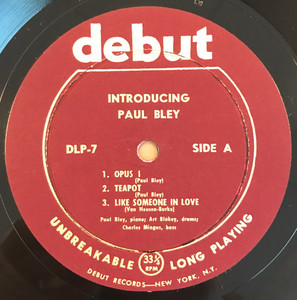 debut
INTRODUCING
PAUL BLEY
DLP-7
SIDE A
1. OPUS 1
(Paul Bley)
2. TEAPOT
(Paul Bley)
3. LIKE SOMEONE IN LOVE
(Van Heusen-Burke)
Paul Bley, piano; Art Blakey, drums;
Charles Mingus, bass
UNBREAKABLE
33⅓
RPM
LONG PLAYING
DEBUT RECORDS—NEW YORK, N.Y.